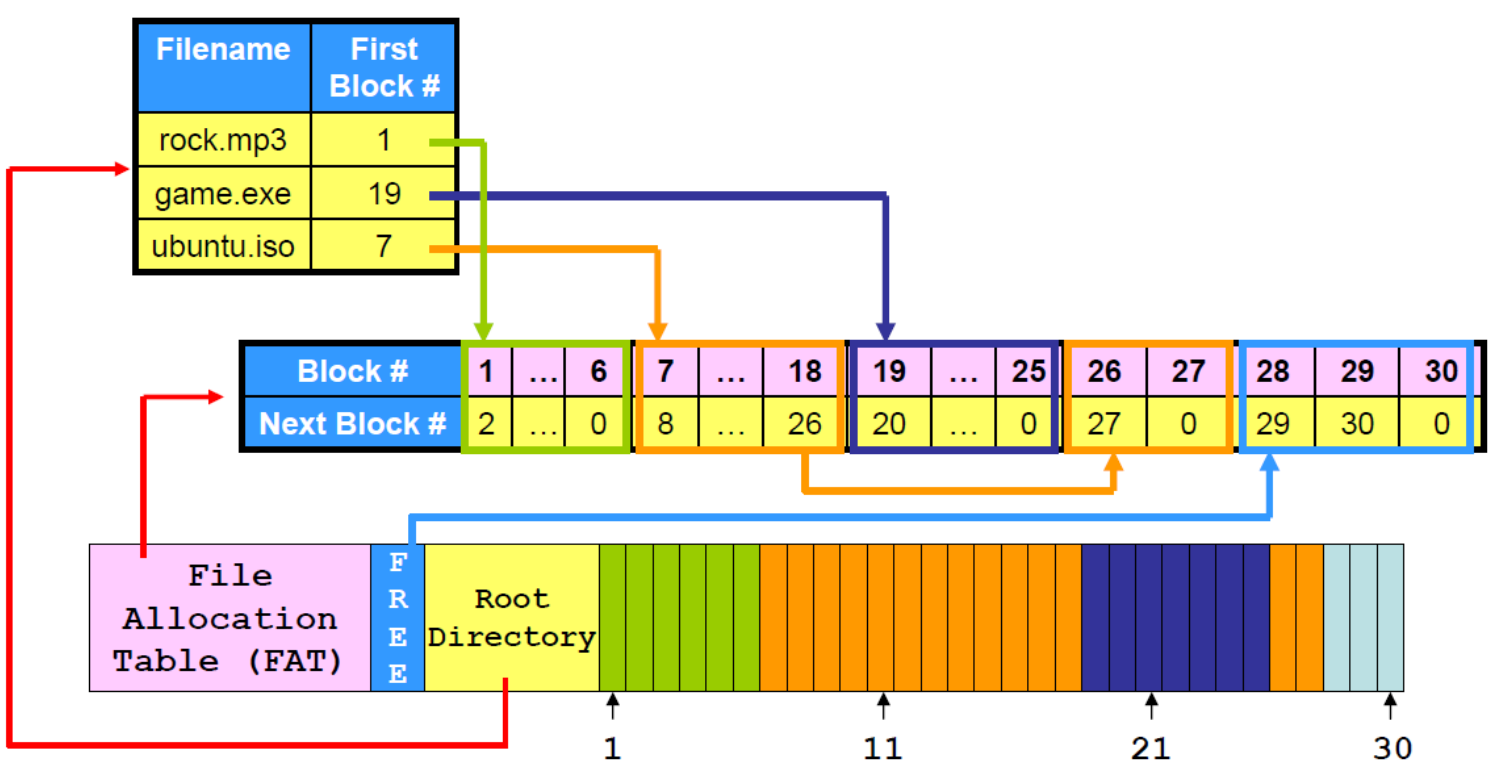 Filename First
Block #
rock.mp3 1
game.exe 19
ubuntu.iso 7
Block # 1 ... 6 7 ... 18 19 ... 25 26 27 28 29 30
Next Block # 2 ... 0 8 ... 26 20 ... 0 27 0 29 30 0
File
Allocation
Table (FAT)
F
R
E
E
Root
Directory
1 11 21 30